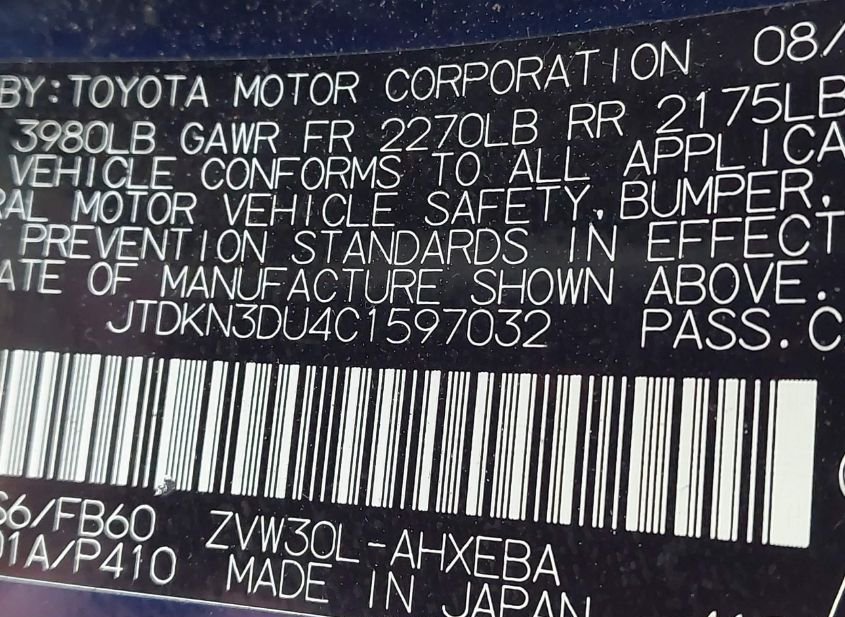 BY: TOYOTA MOTOR CORPORATION 08/
3980LB GAWR FR 2270LB RR 2175LB
VEHICLE CONFORMS TO ALL APPLICA
RAL MOTOR VEHICLE SAFETY, BUMPER,
PREVENTION STANDARDS IN EFFECT
ATE OF MANUFACTURE SHOWN ABOVE.
JTDKN3DU4C1597032 PASS.C
S6/FB60 ZVW30L-AHXEBA
01A/P410 MADE IN JAPAN